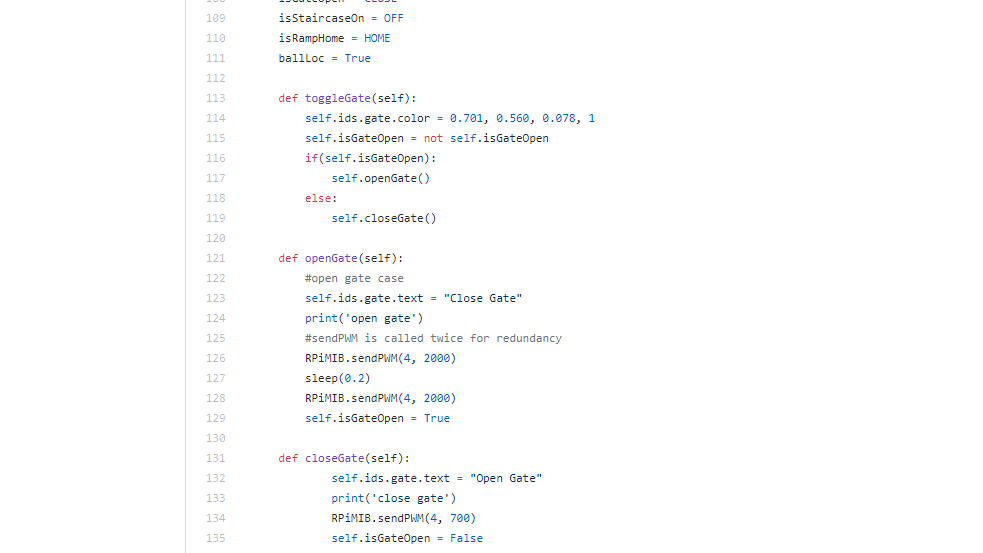 108 isGateOpen = CLOSE
109 isStaircaseOn = OFF
110 isRampHome = HOME
111 ballLoc = True
112
113 def toggleGate(self):
114 self.ids.gate.color = 0.701, 0.560, 0.078, 1
115 self.isGateOpen = not self.isGateOpen
116 if(self.isGateOpen):
117 self.openGate()
118 else:
119 self.closeGate()
120
121 def openGate(self):
122 #open gate case
123 self.ids.gate.text = "Close Gate"
124 print('open gate')
125 #sendPWM is called twice for redundancy
126 RPiMIB.sendPWM(4, 2000)
127 sleep(0.2)
128 RPiMIB.sendPWM(4, 2000)
129 self.isGateOpen = True
130
131 def closeGate(self):
132 self.ids.gate.text = "Open Gate"
133 print('close gate')
134 RPiMIB.sendPWM(4, 700)
135 self.isGateOpen = False